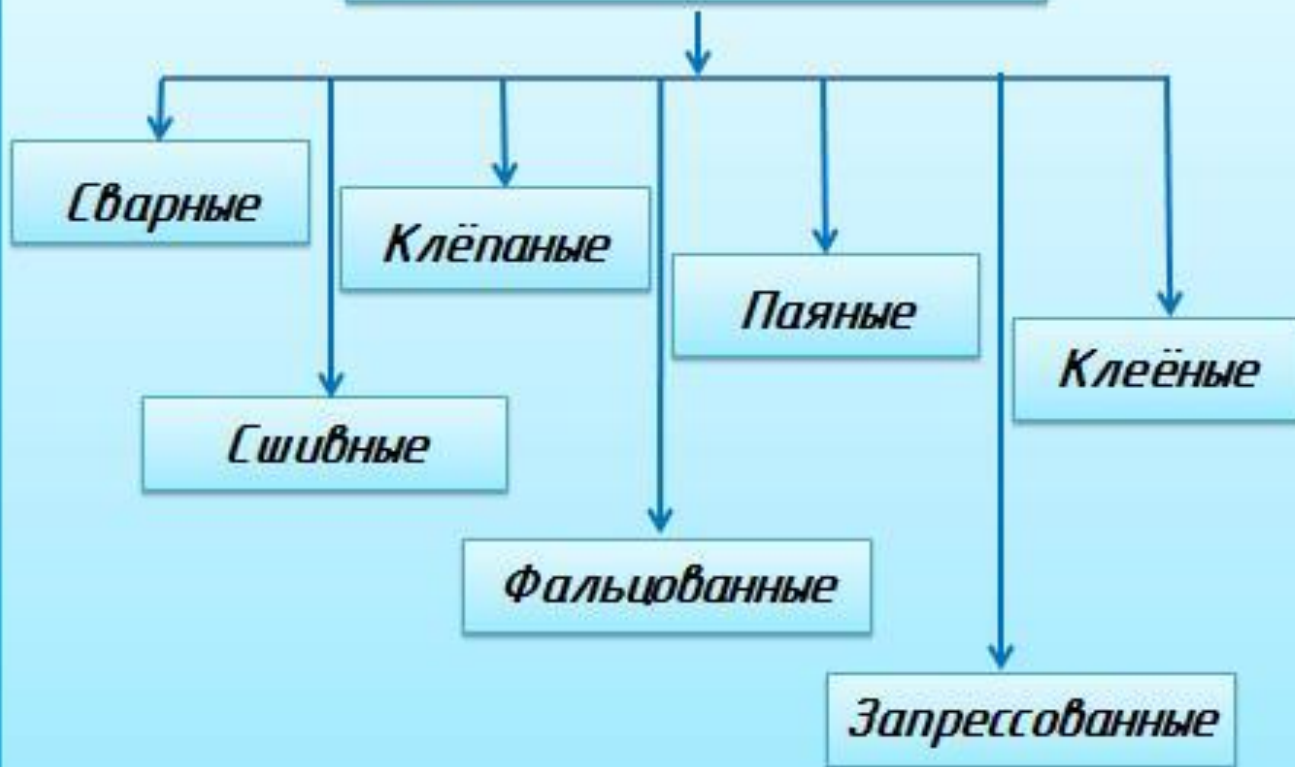 Сварные
Клёпаные
Паяные
Клеёные
Сшивные
Фальцованные
Запрессованные